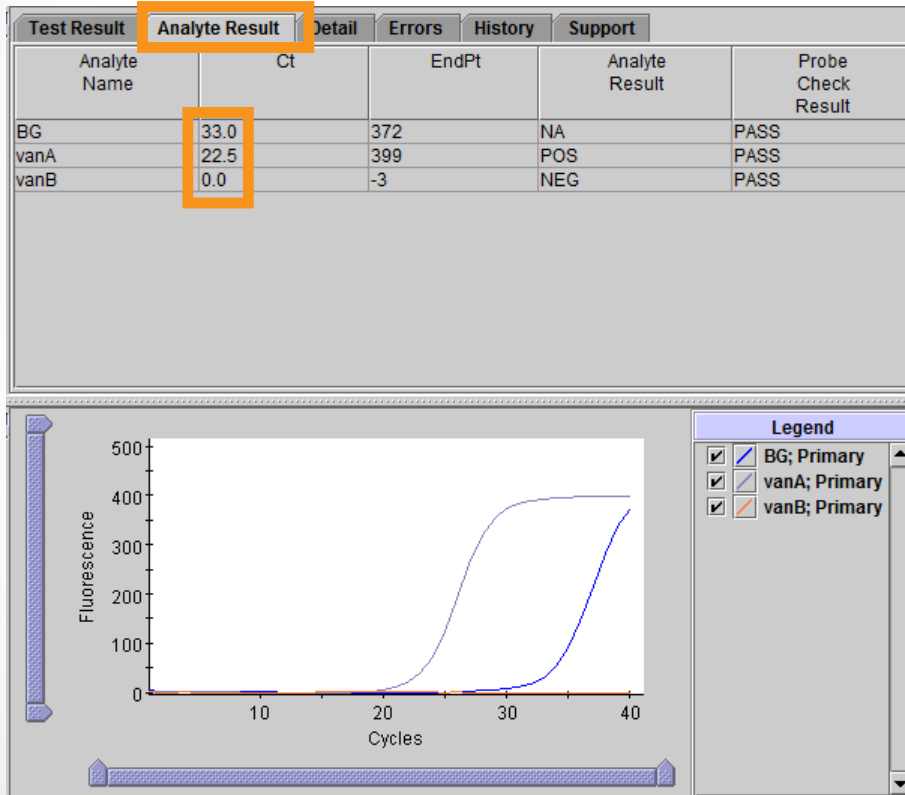 Test Result Analyte Result Detail Errors History Support
Analyte Name Ct EndPt Analyte Result Probe Check Result
BG 33.0 372 NA PASS
vanA 22.5 399 POS PASS
vanB 0.0 -3 NEG PASS
500
400
300
200
100
0
Fluorescence
10 20 30 40
Cycles
Legend
BG; Primary
vanA; Primary
vanB; Primary